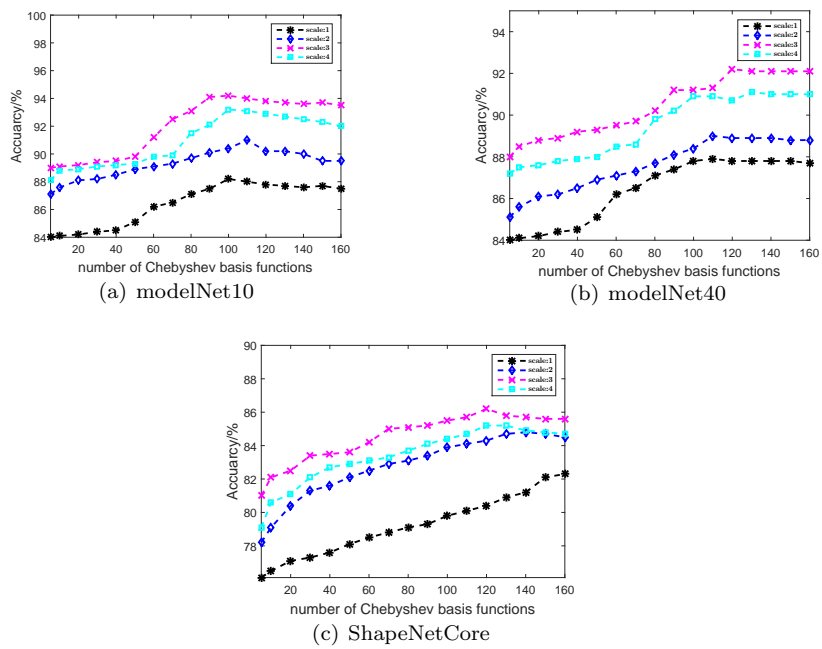 100
98
96
94
92
90
88
86
84
Accuarcy/%
scale:1
scale:2
scale:3
scale:4
20 40 60 80 100 120 140 160
number of Chebyshev basis functions
(a) modelNet10
94
92
90
88
86
84
Accuarcy/%
scale:1
scale:2
scale:3
scale:4
20 40 60 80 100 120 140 160
number of Chebyshev basis functions
(b) modelNet40
90
88
86
84
82
80
78
Accuarcy/%
scale:1
scale:2
scale:3
scale:4
20 40 60 80 100 120 140 160
number of Chebyshev basis functions
(c) ShapeNetCore